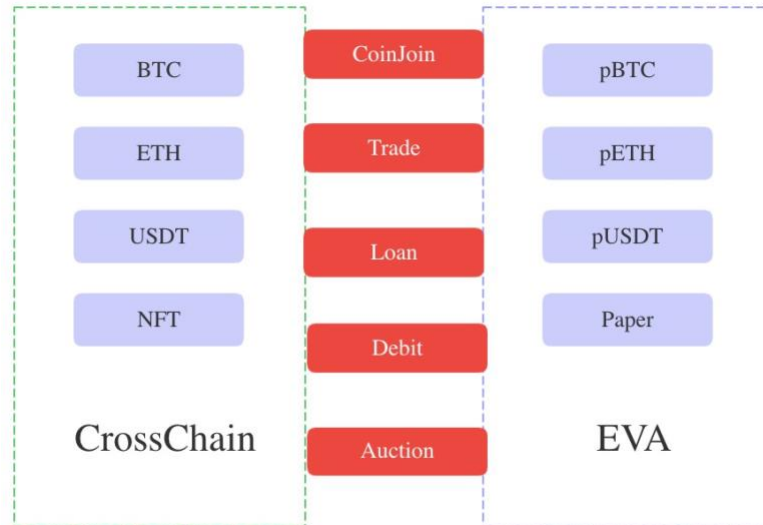 BTC
ETH
USDT
NFT
CrossChain
CoinJoin
Trade
Loan
Debit
Auction
pBTC
pETH
pUSDT
Paper
EVA